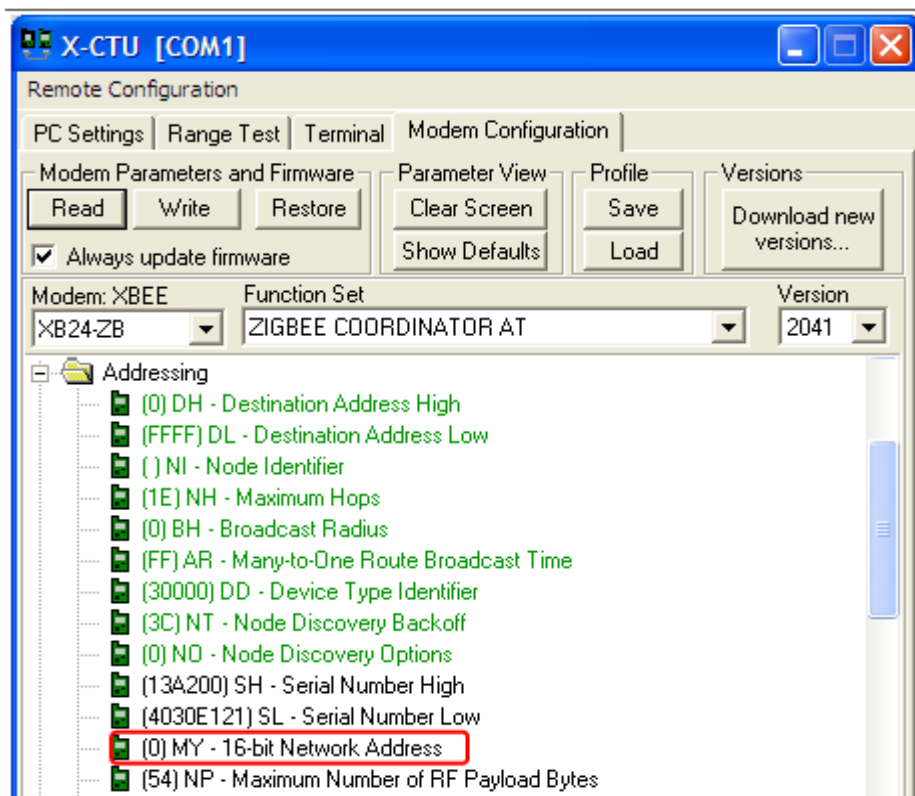 X-CTU [COM1]
Remote Configuration
PC Settings Range Test Terminal Modem Configuration
Modem Parameters and Firmware Parameter View Profile Versions
Read Write Restore Clear Screen Save Download new versions...
Always update firmware Show Defaults Load
Modem: XBEE Function Set Version
XB24-ZB ZIGBEE COORDINATOR AT 2041
Addressing
(0) DH - Destination Address High
(FFFF) DL - Destination Address Low
( ) NI - Node Identifier
(1E) NH - Maximum Hops
(0) BH - Broadcast Radius
(FF) AR - Many-to-One Route Broadcast Time
(30000) DD - Device Type Identifier
(3C) NT - Node Discovery Backoff
(0) NO - Node Discovery Options
(13A200) SH - Serial Number High
(4030E121) SL - Serial Number Low
(0) MY - 16-bit Network Address
(54) NP - Maximum Number of RF Payload Bytes